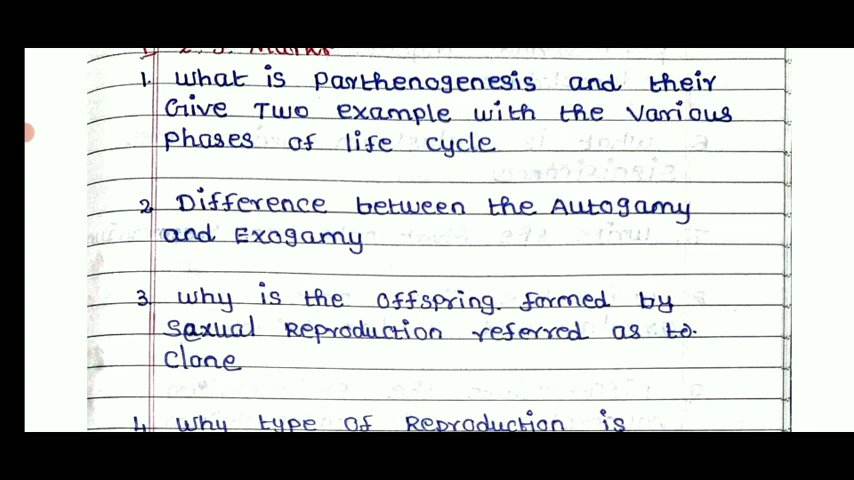 1. What is Parthenogenesis and their
Give Two example with the various
phases of life cycle
2. Difference between the Autogamy
and Exogamy
3. why is the offspring. formed by
Sexual Reproduction referred as to.
Clone
4. Why type of Reproduction is